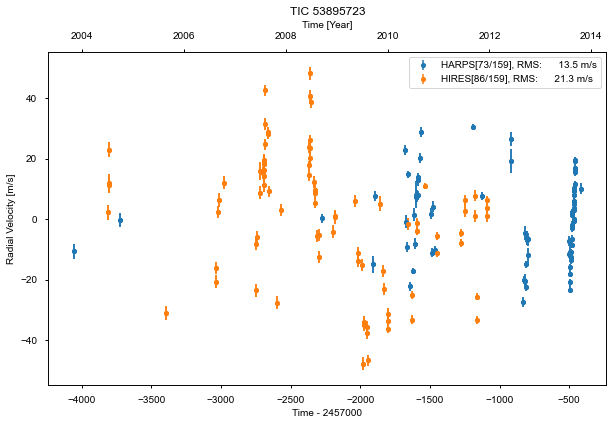 TIC 53895723
Time [Year]
2004 2006 2008 2010 2012 2014
HARPS[73/159], RMS: 13.5 m/s
HIRES[86/159], RMS: 21.3 m/s
Radial Velocity [m/s]
40
20
0
−20
−40
−4000 −3500 −3000 −2500 −2000 −1500 −1000 −500
Time - 2457000